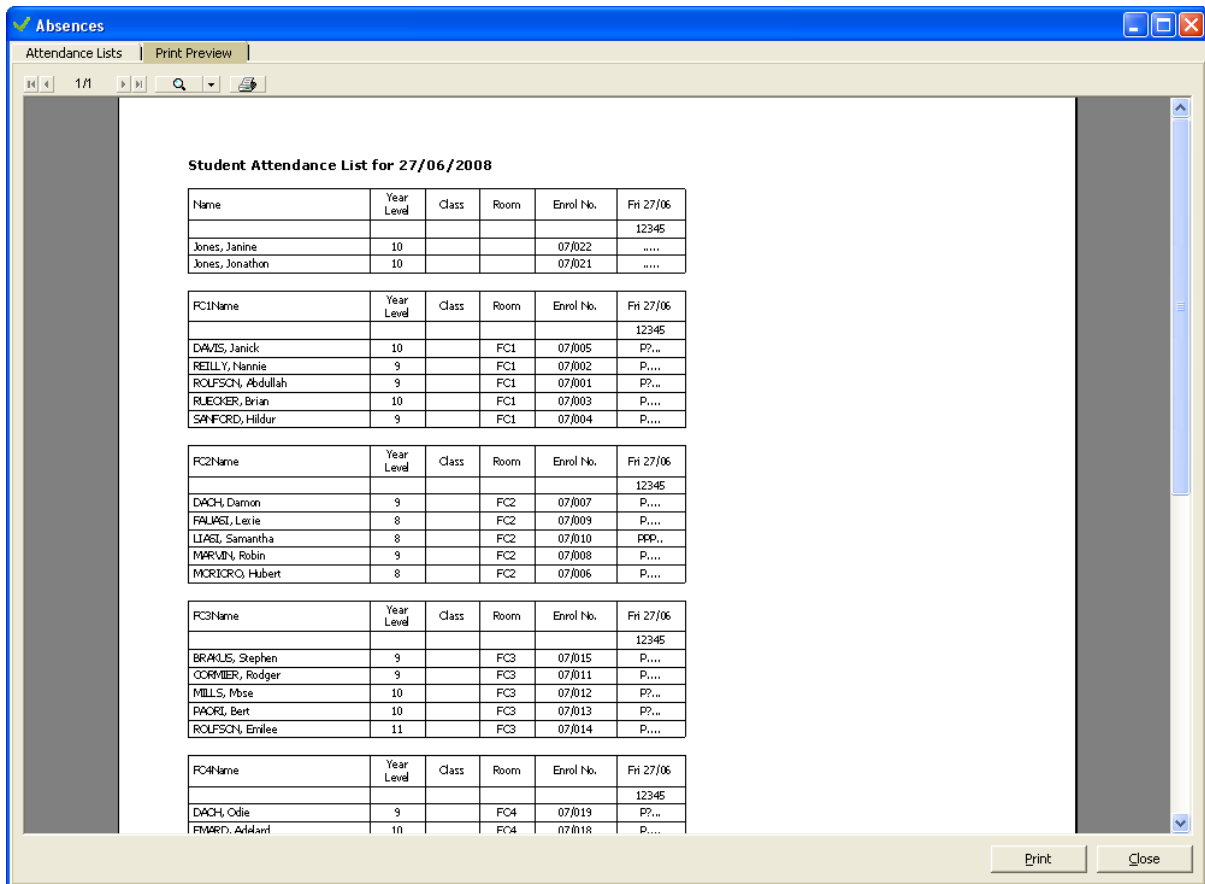 Absences
Attendance Lists Print Preview
1/1
Student Attendance List for 27/06/2008
Name Year Level Class Room Enrol No. Fri 27/06
12345
Jones, Janine 10 07/022 .....
Jones, Jonathon 10 07/021 .....
FC1Name Year Level Class Room Enrol No. Fri 27/06
12345
DAVIS, Janick 10 FC1 07/005 P?...
REILLY, Nannie 9 FC1 07/002 P....
ROLFSON, Abdullah 9 FC1 07/001 P?...
RUECKER, Brian 10 FC1 07/003 P....
SANFORD, Hildur 9 FC1 07/004 P....
FC2Name Year Level Class Room Enrol No. Fri 27/06
12345
DACH, Damon 9 FC2 07/007 P....
FAUASI, Lexie 8 FC2 07/009 P....
LIASI, Samantha 8 FC2 07/010 PPP..
MARVIN, Robin 9 FC2 07/008 P....
MORICRO, Hubert 8 FC2 07/006 P....
FC3Name Year Level Class Room Enrol No. Fri 27/06
12345
BRAKUS, Stephen 9 FC3 07/015 P....
CORMIER, Rodger 9 FC3 07/011 P....
MILLS, Mose 10 FC3 07/012 P?...
PAORI, Bert 10 FC3 07/013 P?...
ROLFSON, Emilee 11 FC3 07/014 P....
FC4Name Year Level Class Room Enrol No. Fri 27/06
12345
DACH, Odie 9 FC4 07/019 P?...
EMARD, Adelard 10 FC4 07/018 P....
Print Close